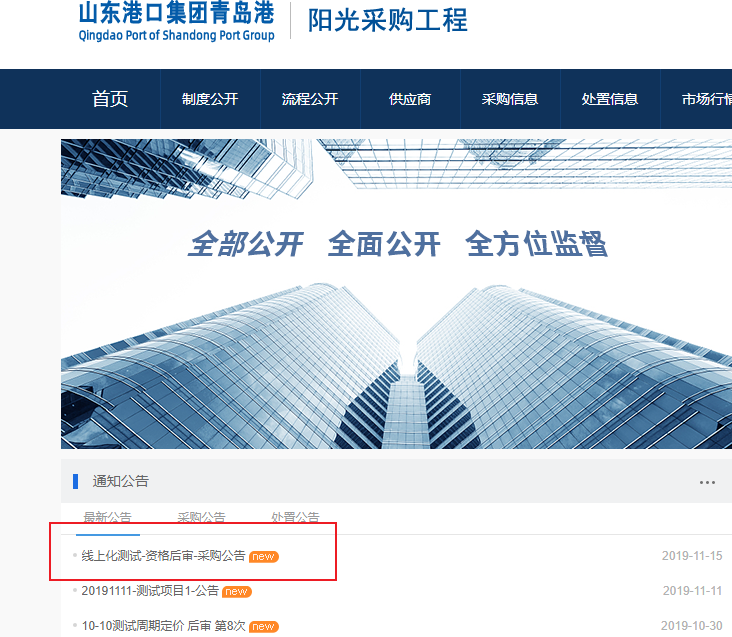 山东港口集团青岛港
阳光采购工程
Qingdao Port of Shandong Port Group
首页 制度公开 流程公开 供应商 采购信息 处置信息 市场行情
全部公开 全面公开 全方位监督
通知公告
最新公告 采购公告 处置公告
线上化测试-资格后审-采购公告 new 2019-11-15
20191111-测试项目1-公告 new 2019-11-11
10-10测试周期定价 后审 第8次 new 2019-10-30